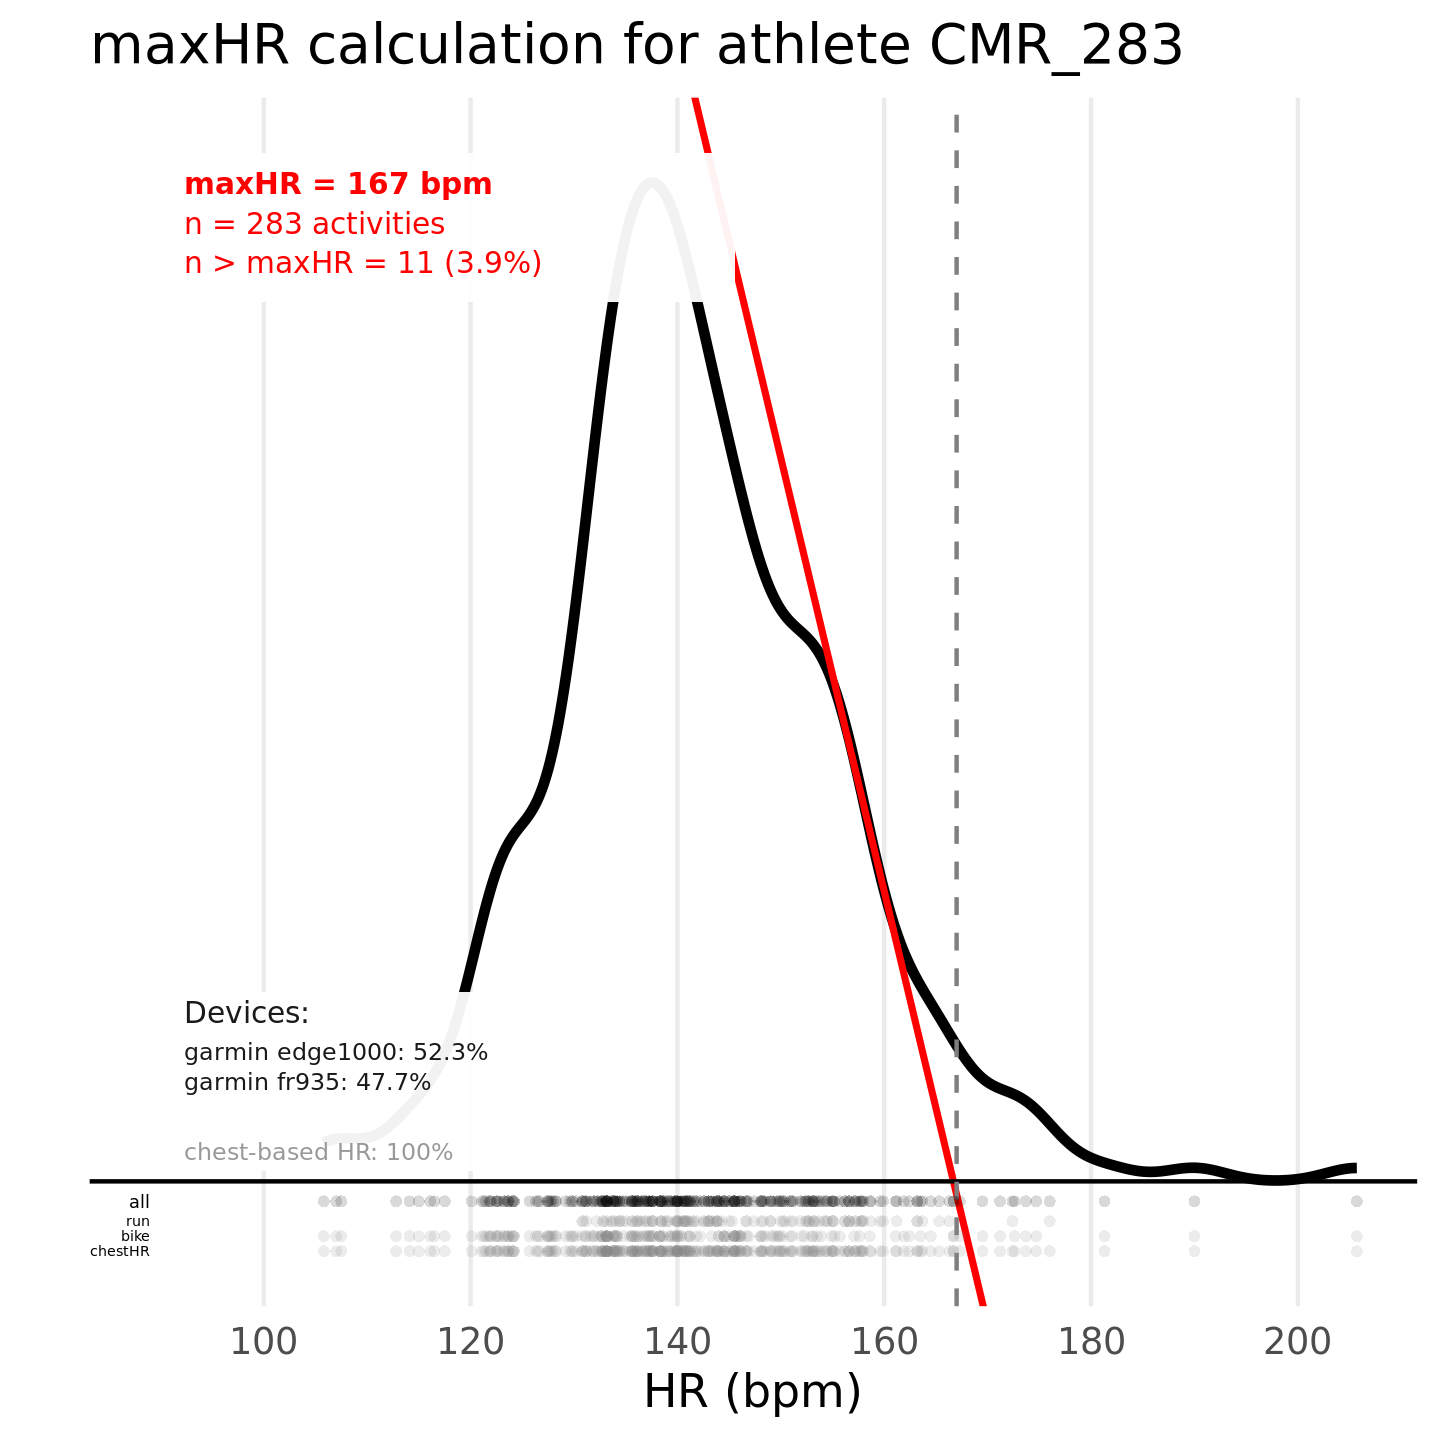 maxHR calculation for athlete CMR_283
maxHR = 167 bpm
n = 283 activities
n > maxHR = 11 (3.9%)
Devices:
garmin edge1000: 52.3%
garmin fr935: 47.7%
chest-based HR: 100%
all
run
bike
chestHR
100 120 140 160 180 200
HR (bpm)